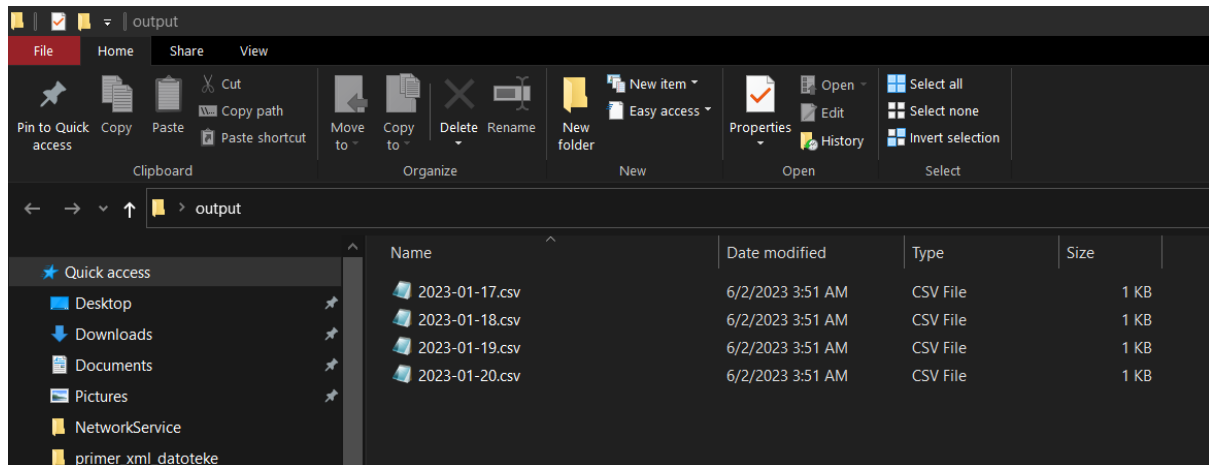 output
File Home Share View
Pin to Quick access
Copy
Paste
Cut
Copy path
Paste shortcut
Clipboard
Move to
Copy to
Delete
Rename
Organize
New folder
New item
Easy access
New
Properties
Open
Edit
History
Open
Select all
Select none
Invert selection
Select
output
Quick access
Desktop
Downloads
Documents
Pictures
NetworkService
primer_xml_datoteke
Name Date modified Type Size
2023-01-17.csv 6/2/2023 3:51 AM CSV File 1 KB
2023-01-18.csv 6/2/2023 3:51 AM CSV File 1 KB
2023-01-19.csv 6/2/2023 3:51 AM CSV File 1 KB
2023-01-20.csv 6/2/2023 3:51 AM CSV File 1 KB